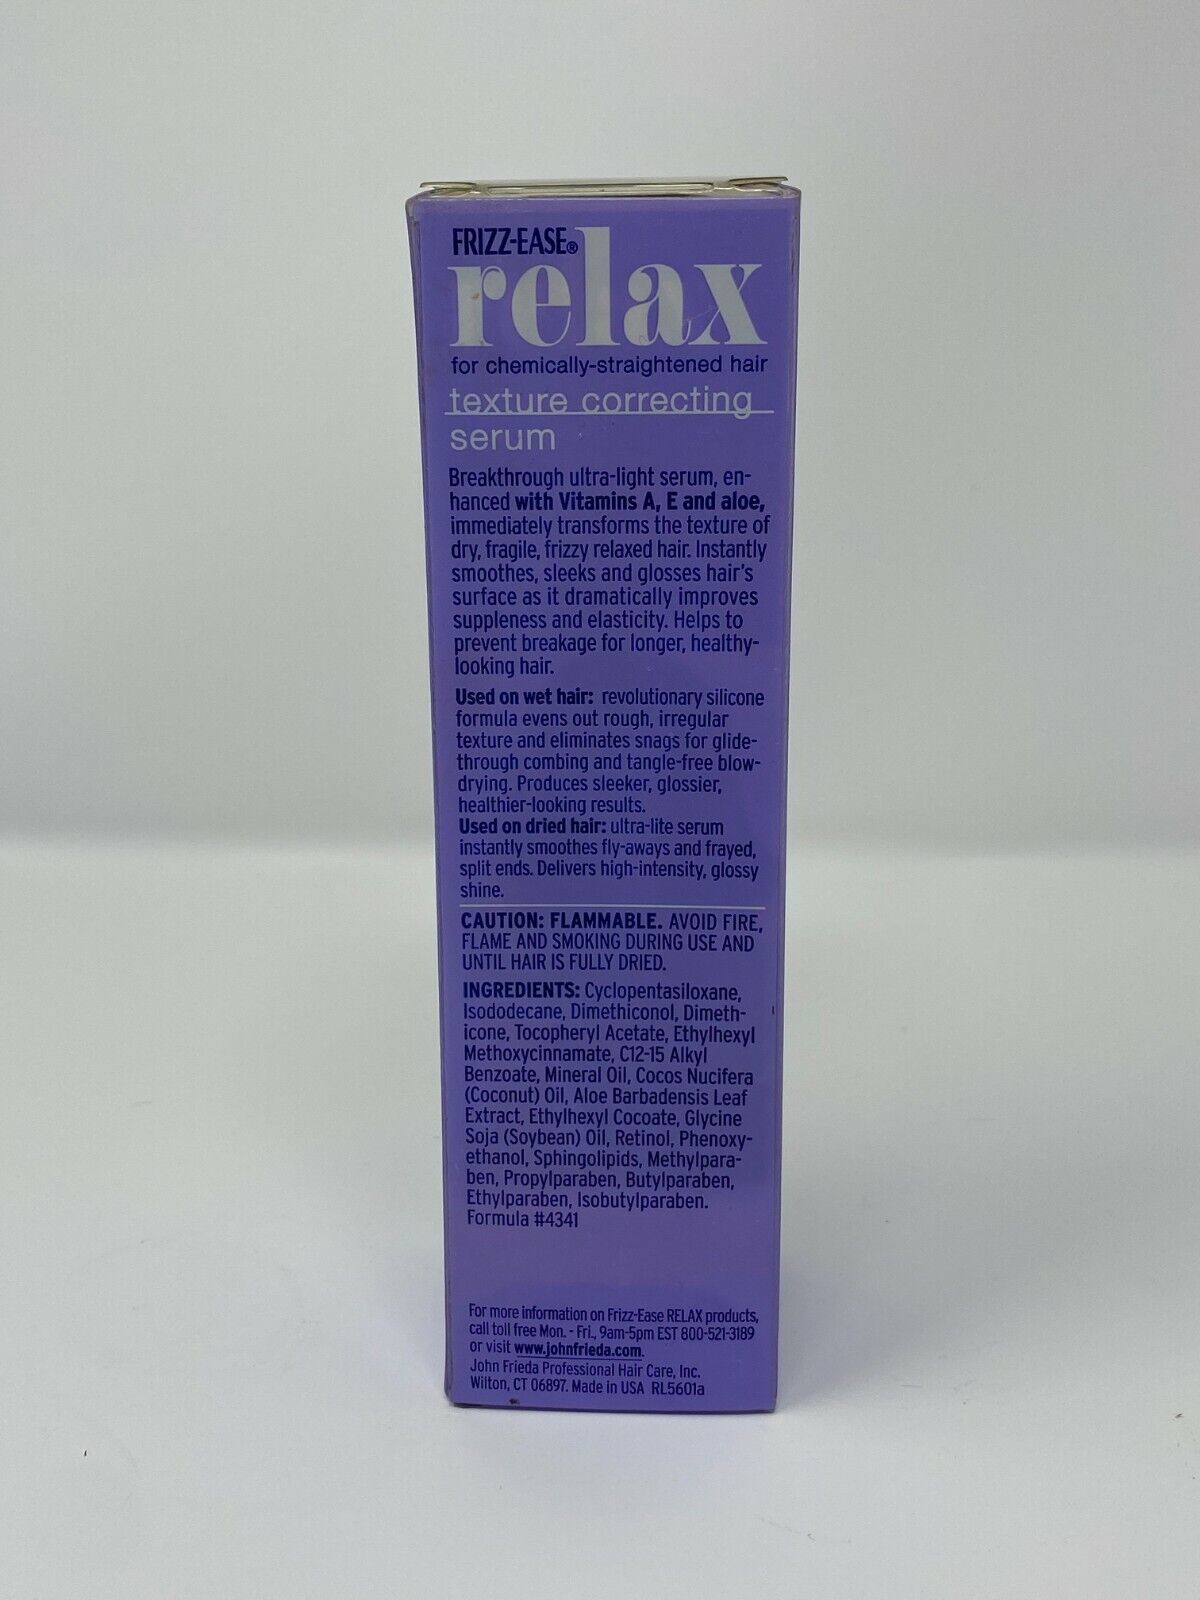 FRIZZ-EASE®
relax
for chemically-straightened hair
texture correcting
serum
Breakthrough ultra-light serum, en-
hanced with Vitamins A, E and aloe,
immediately transforms the texture of
dry, fragile, frizzy relaxed hair. Instantly
smoothes, sleeks and glosses hair's
surface as it dramatically improves
suppleness and elasticity. Helps to
prevent breakage for longer, healthy-
looking hair.
Used on wet hair: revolutionary silicone
formula evens out rough, irregular
texture and eliminates snags for glide-
through combing and tangle-free blow-
drying. Produces sleeker, glossier,
healthier-looking results.
Used on dried hair: ultra-lite serum
instantly smoothes fly-aways and frayed,
split ends. Delivers high-intensity, glossy
shine.
CAUTION: FLAMMABLE. AVOID FIRE,
FLAME AND SMOKING DURING USE AND
UNTIL HAIR IS FULLY DRIED.
INGREDIENTS: Cyclopentasiloxane,
Isododecane, Dimethiconol, Dimeth-
icone, Tocopheryl Acetate, Ethylhexyl
Methoxycinnamate, C12-15 Alkyl
Benzoate, Mineral Oil, Cocos Nucifera
(Coconut) Oil, Aloe Barbadensis Leaf
Extract, Ethylhexyl Cocoate, Glycine
Soja (Soybean) Oil, Retinol, Phenoxy-
ethanol, Sphingolipids, Methylpara-
ben, Propylparaben, Butylparaben,
Ethylparaben, Isobutylparaben.
Formula #4341
For more information on Frizz-Ease RELAX products,
call toll free Mon. - Fri., 9am-5pm EST 800-521-3189
or visit www.johnfrieda.com.
John Frieda Professional Hair Care, Inc.
Wilton, CT 06897. Made in USA RL5601a